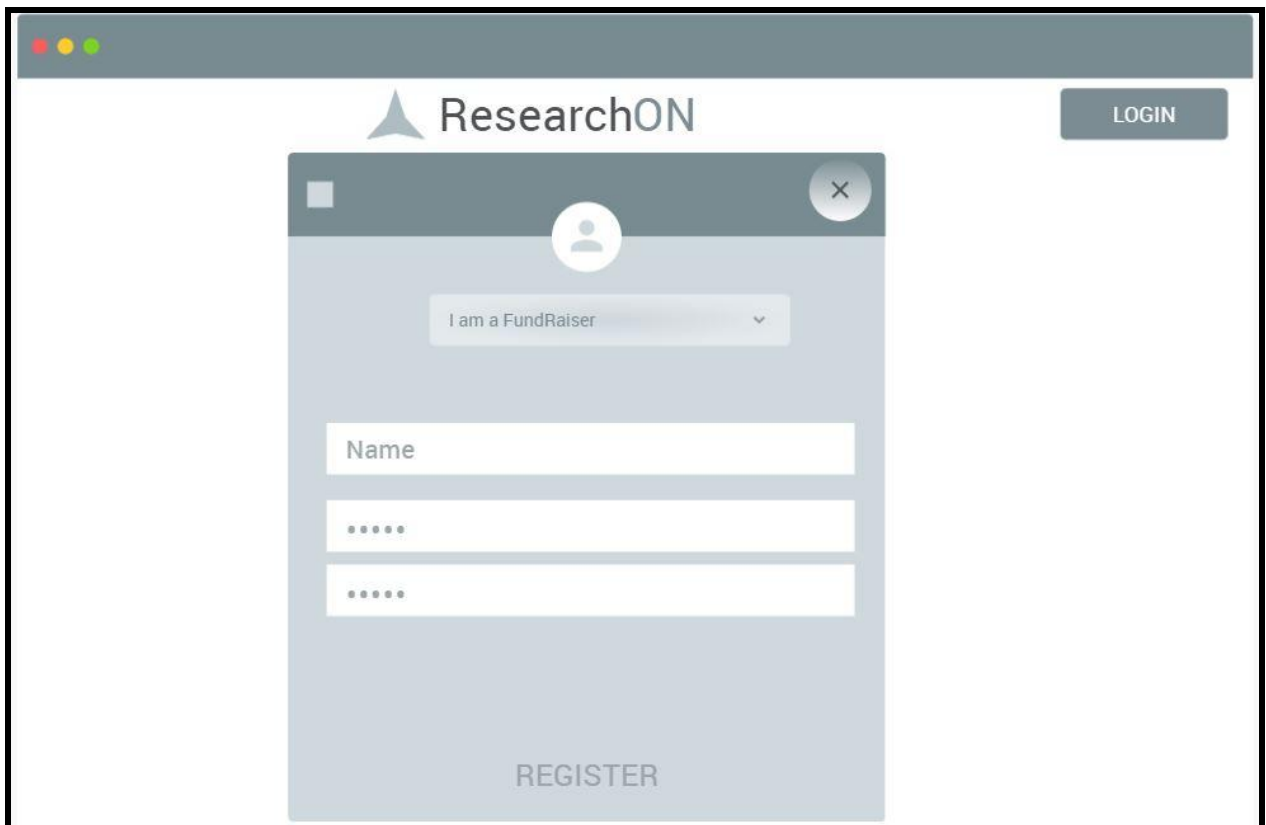 ResearchON
LOGIN
I am a FundRaiser
Name
•••••
•••••
REGISTER